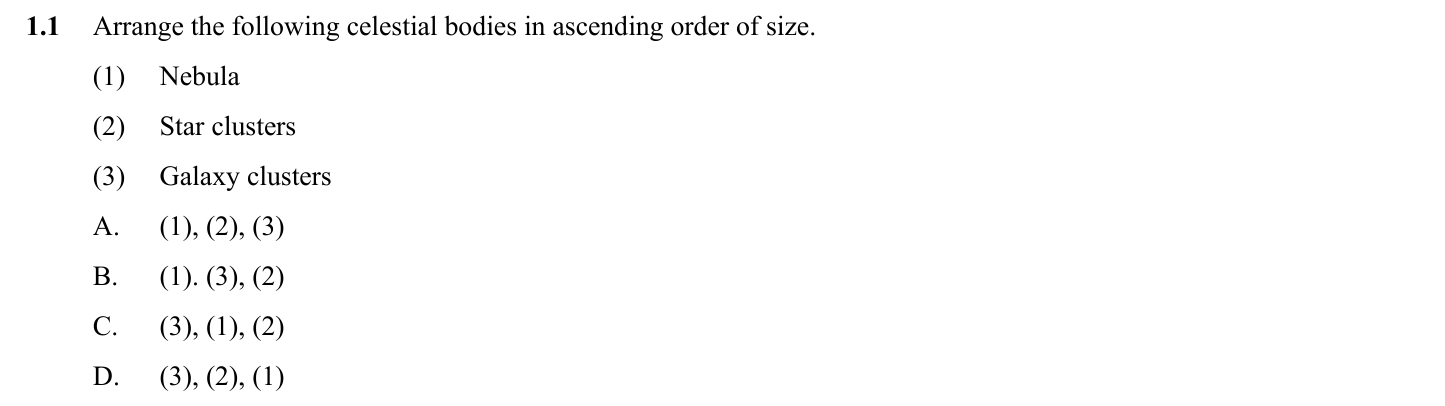 1.1 Arrange the following celestial bodies in ascending order of size.
(1) Nebula
(2) Star clusters
(3) Galaxy clusters
A. (1), (2), (3)
B. (1). (3), (2)
C. (3), (1), (2)
D. (3), (2), (1)